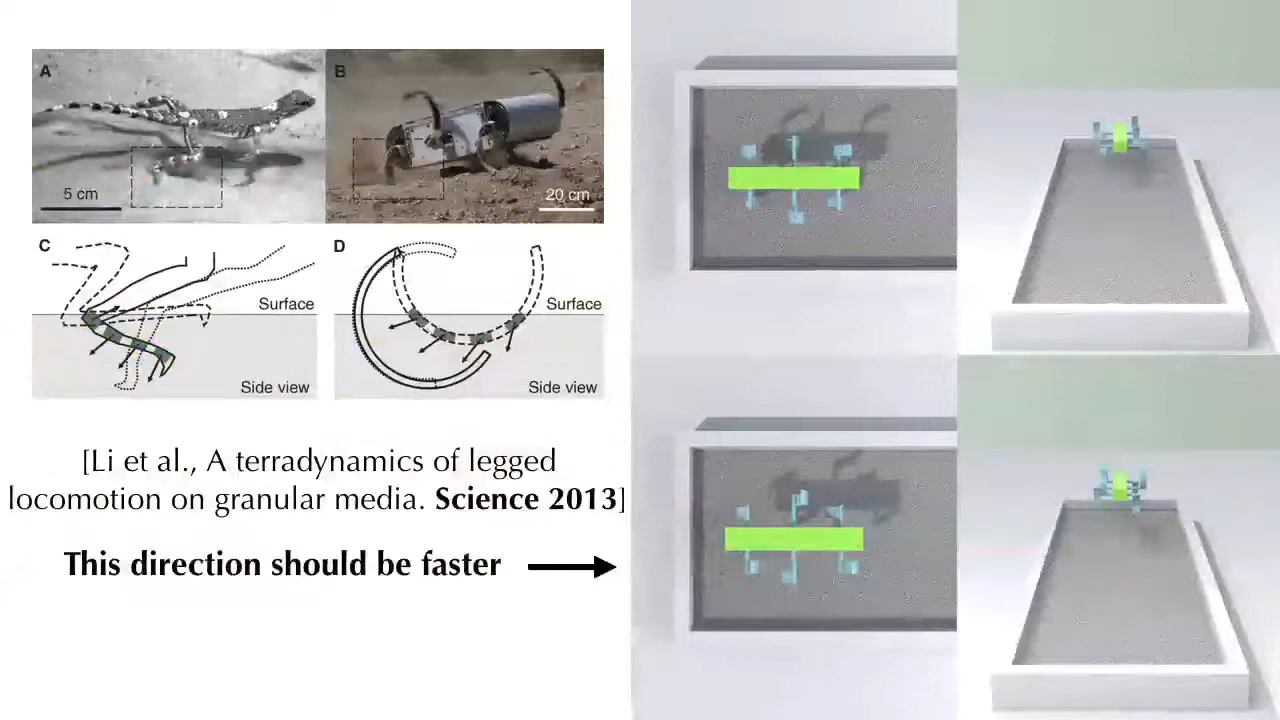 A
B
5 cm
20 cm
C
D
Surface
Surface
Side view
Side view
[Li et al., A terradynamics of legged
locomotion on granular media. Science 2013]
This direction should be faster